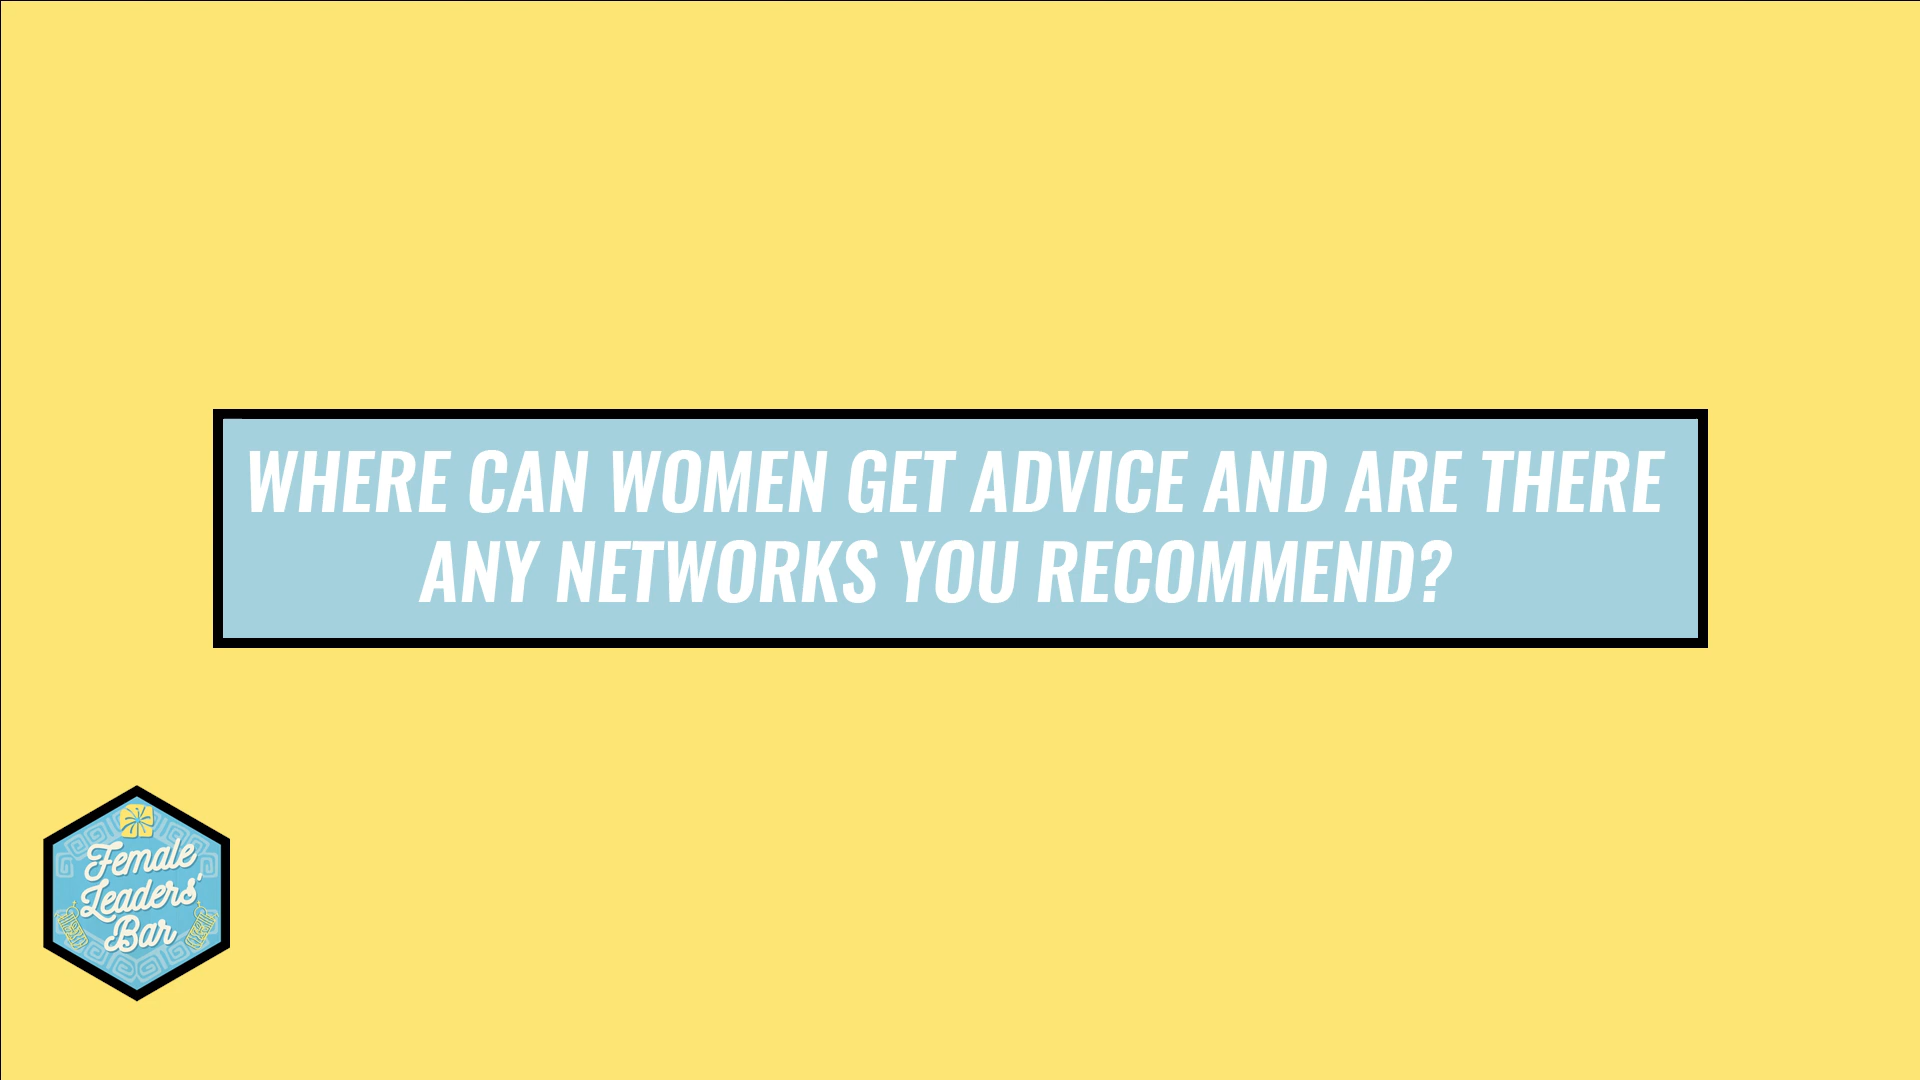 WHERE CAN WOMEN GET ADVICE AND ARE THERE
ANY NETWORKS YOU RECOMMEND?
Female
Leaders'
Bar